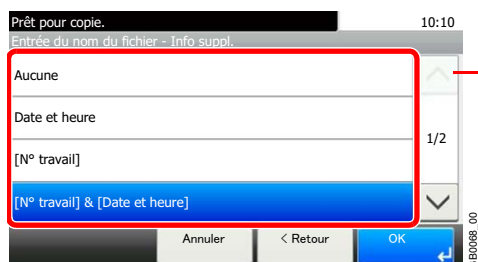 Prêt pour copie. 10:10
Entrée du nom du fichier - Info suppl.
Aucune
Date et heure
1/2
[N° travail]
[N° travail] & [Date et heure]
Annuler < Retour OK
B0068_00